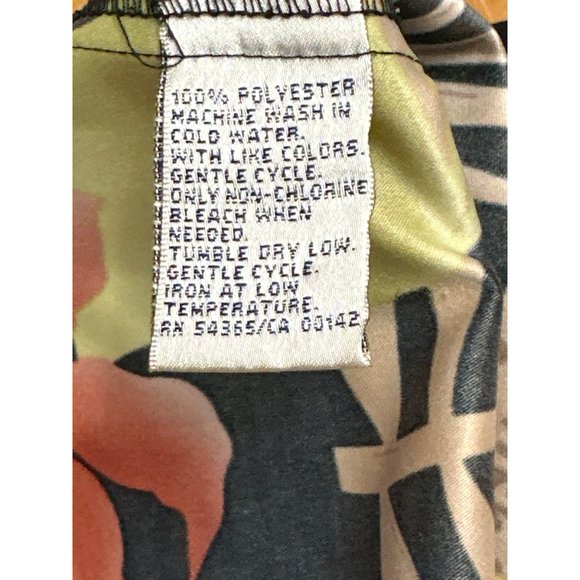 100% POLYESTER
MACHINE WASH IN
COLD WATER.
WITH LIKE COLORS.
GENTLE CYCLE.
ONLY NON-CHLORINE
BLEACH WHEN
NEEDED.
TUMBLE DRY LOW.
GENTLE CYCLE.
IRON AT LOW
TEMPERATURE.
RN 54365/CA 00142